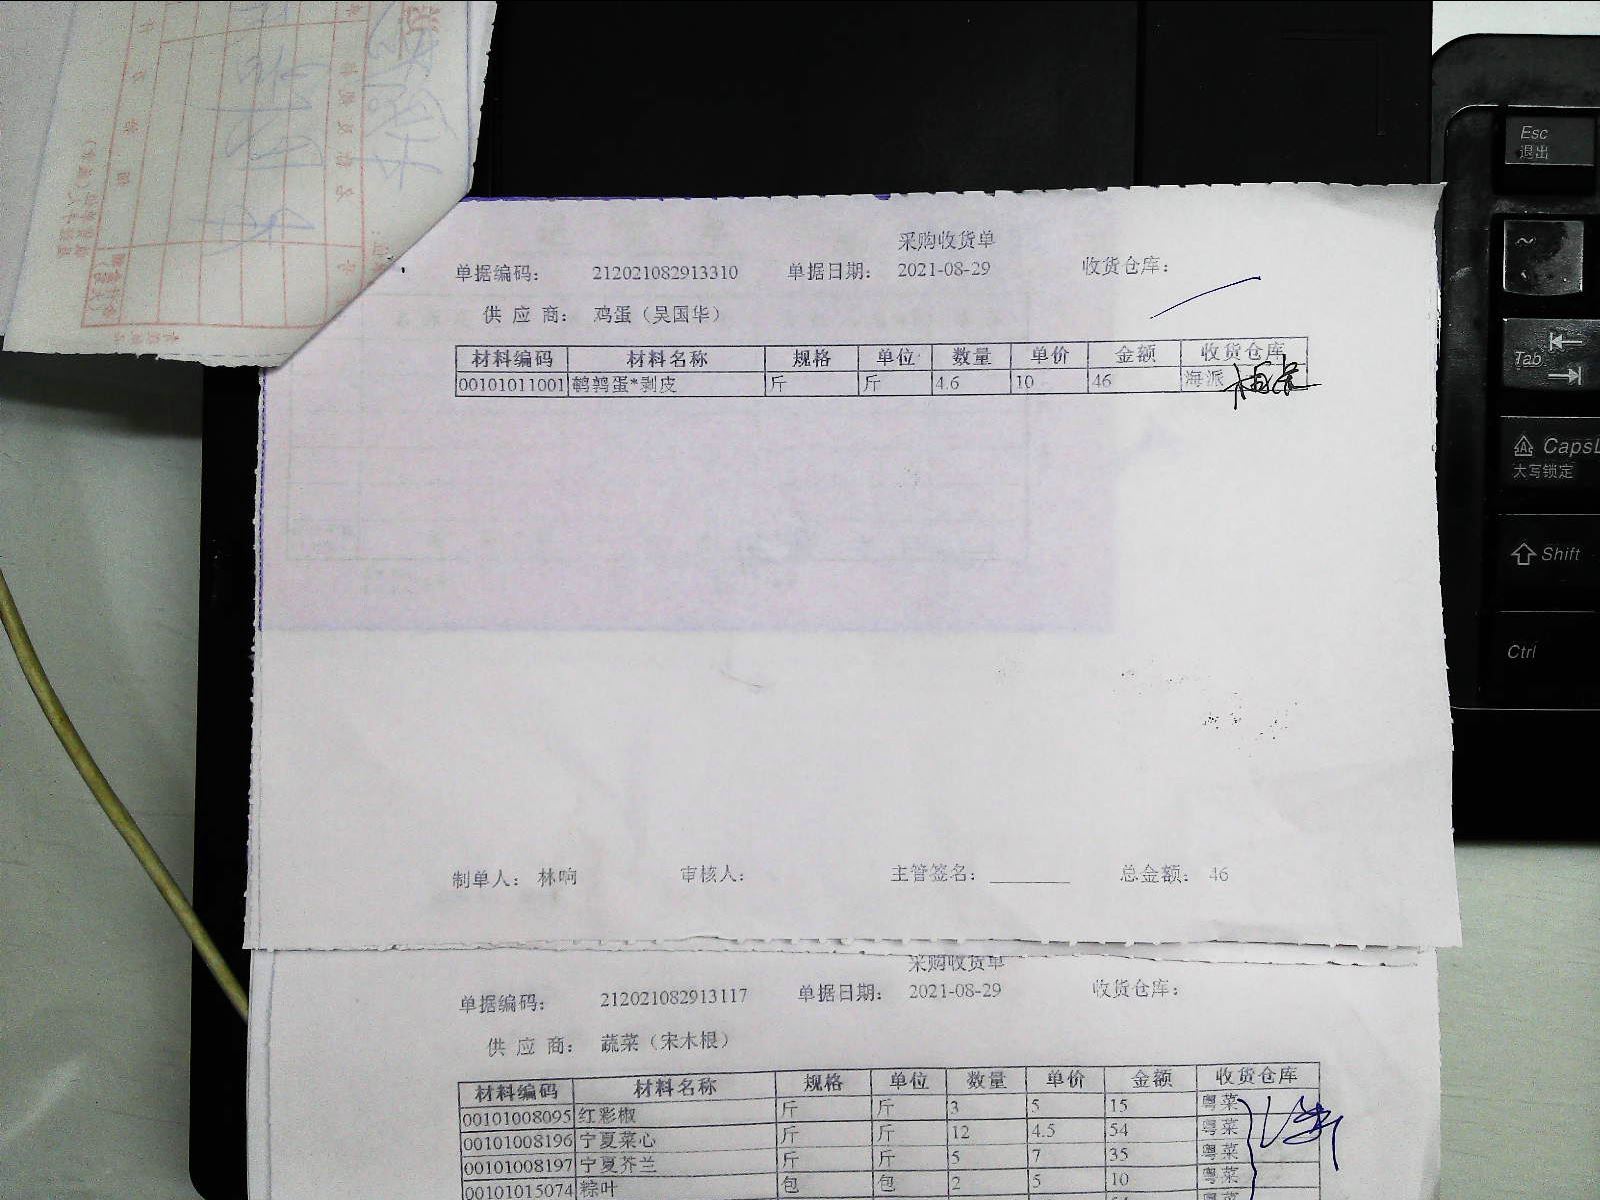 采购收货单
单据编码： 212021082913310 单据日期： 2021-08-29 收货仓库：
供 应 商： 鸡蛋（吴国华）
材料编码 材料名称 规格 单位 数量 单价 金额 收货仓库
00101011001 鹌鹑蛋*剥皮 斤 斤 4.6 10 46 海派
制单人： 林响 审核人： 主管签名： 总金额： 46
采购收货单
单据编码： 212021082913117 单据日期： 2021-08-29 收货仓库：
供 应 商： 蔬菜（宋木根）
材料编码 材料名称 规格 单位 数量 单价 金额 收货仓库
00101008095 红彩椒 斤 斤 3 5 15 粤菜
00101008196 宁夏菜心 斤 斤 12 4.5 54 粤菜
00101008197 宁夏芥兰 斤 斤 5 7 35 粤菜
00101015074 粽叶 包 包 2 5 10 粤菜
Esc
退出
~
Tab
CapsL
大写锁定
Shift
Ctrl